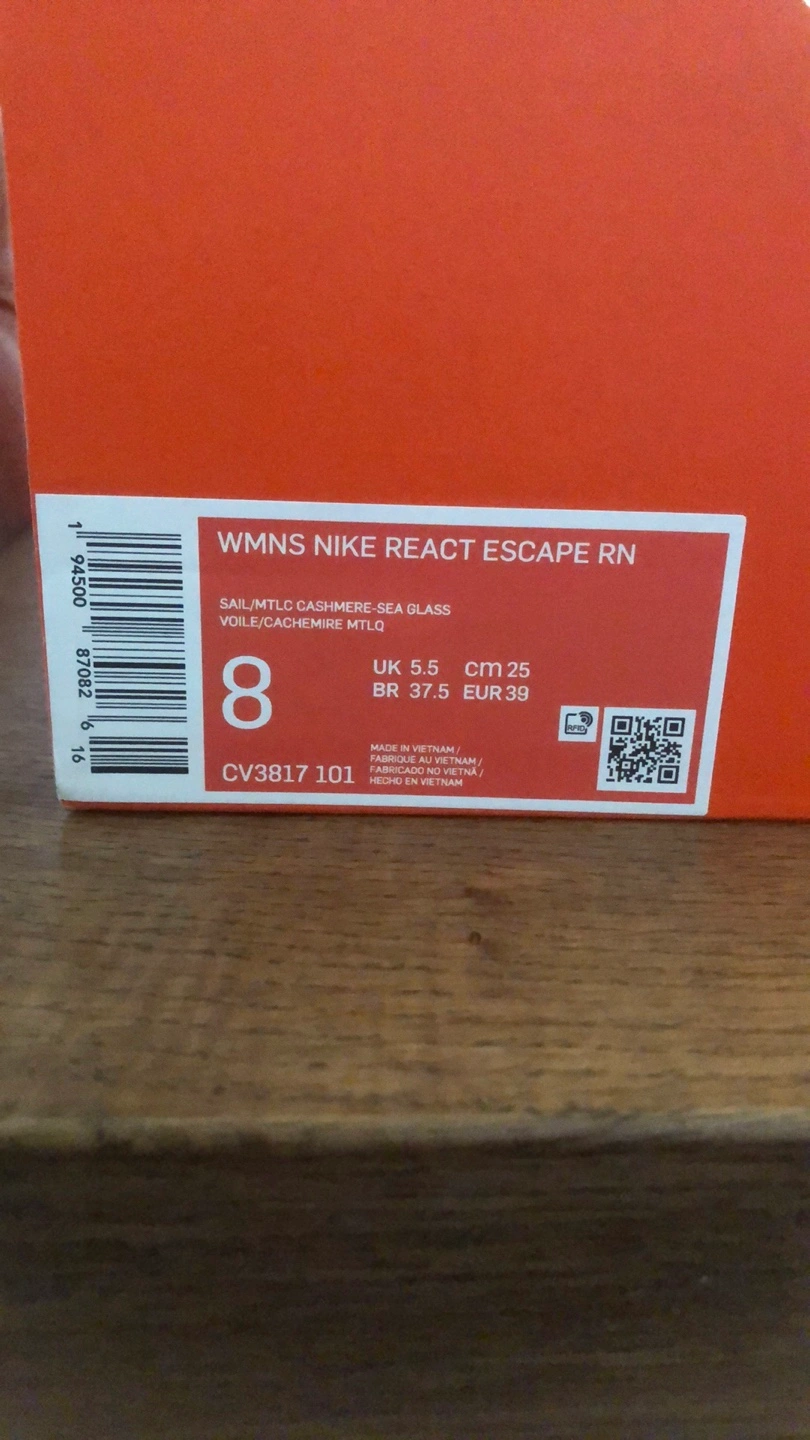 1 94500 87082 6 16
WMNS NIKE REACT ESCAPE RN
SAIL/MTLC CASHMERE-SEA GLASS
VOILE/CACHEMIRE MTLQ
8
UK 5.5 cm 25
BR 37.5 EUR 39
RFID
CV3817 101
MADE IN VIETNAM /
FABRIQUE AU VIETNAM /
FABRICADO NO VIETNÃ /
HECHO EN VIETNAM